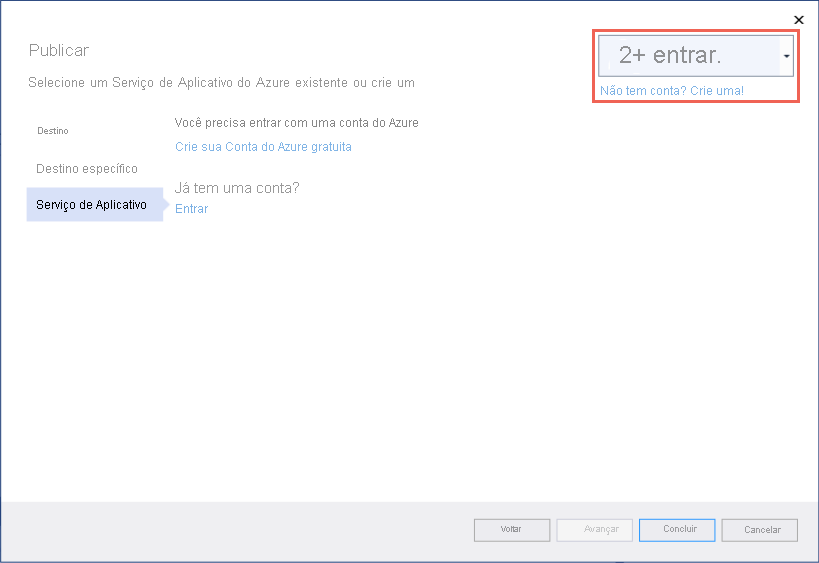 Publicar
Selecione um Serviço de Aplicativo do Azure existente ou crie um
2+ entrar.
Não tem conta? Crie uma!
Destino
Destino específico
Serviço de Aplicativo
Você precisa entrar com uma conta do Azure
Crie sua Conta do Azure gratuita
Já tem uma conta?
Entrar
Voltar
Avançar
Concluir
Cancelar